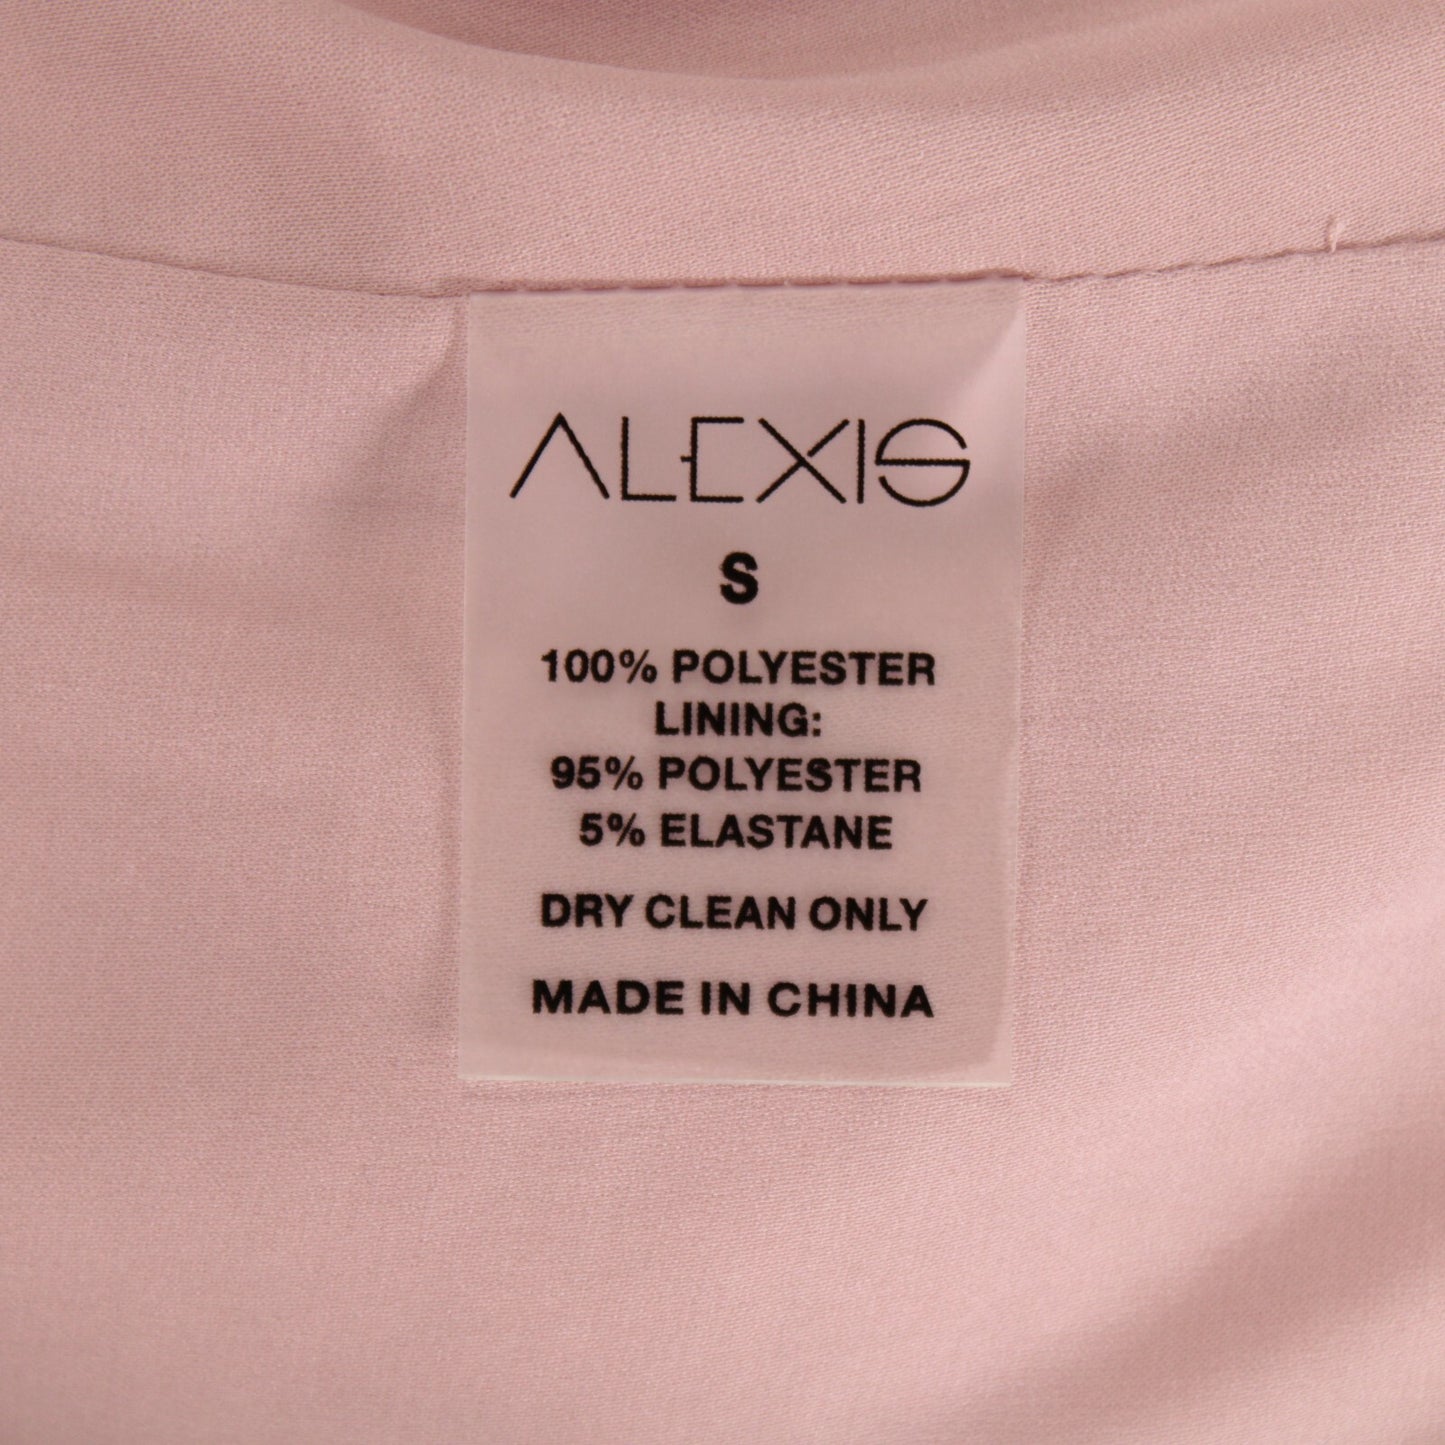 ALEXIS
S
100% POLYESTER
LINING:
95% POLYESTER
5% ELASTANE
DRY CLEAN ONLY
MADE IN CHINA